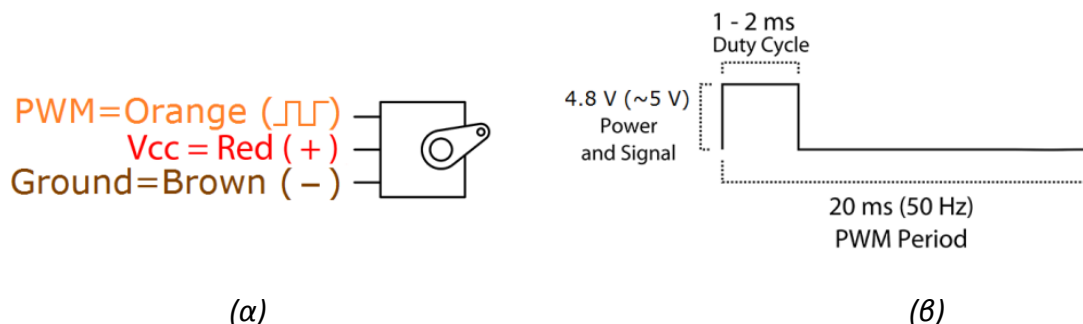 PWM=Orange ( )
Vcc = Red ( + )
Ground=Brown ( − )
1 - 2 ms
Duty Cycle
4.8 V (~5 V)
Power
and Signal
20 ms (50 Hz)
PWM Period
(α)
(β)